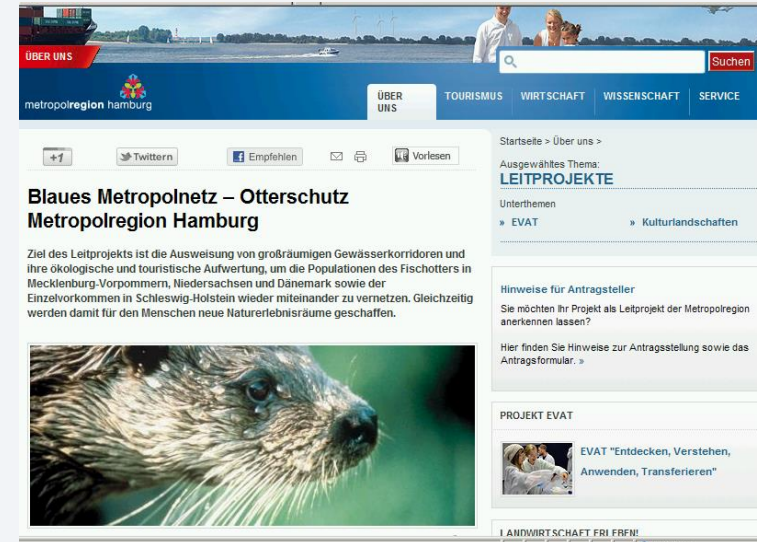 ÜBER UNS
Suchen
metropolregion hamburg
ÜBER UNS
TOURISMUS
WIRTSCHAFT
WISSENSCHAFT
SERVICE
+1
Twittern
Empfehlen
Vorlesen
Blaues Metropolnetz – Otterschutz
Metropolregion Hamburg
Ziel des Leitprojekts ist die Ausweisung von großräumigen Gewässerkorridoren und
ihre ökologische und touristische Aufwertung, um die Populationen des Fischotters in
Mecklenburg-Vorpommern, Niedersachsen und Dänemark sowie der
Einzelvorkommen in Schleswig-Holstein wieder miteinander zu vernetzen. Gleichzeitig
werden damit für den Menschen neue Naturerlebnisräume geschaffen.
Startseite > Über uns >
Ausgewähltes Thema:
LEITPROJEKTE
Unterthemen
» EVAT
» Kulturlandschaften
Hinweise für Antragsteller
Sie möchten Ihr Projekt als Leitprojekt der Metropolregion
anerkennen lassen?
Hier finden Sie Hinweise zur Antragsstellung sowie das
Antragsformular. »
PROJEKT EVAT
EVAT "Entdecken, Verstehen,
Anwenden, Transferieren"
LANDWIRTSCHAFT ERLEBEN!